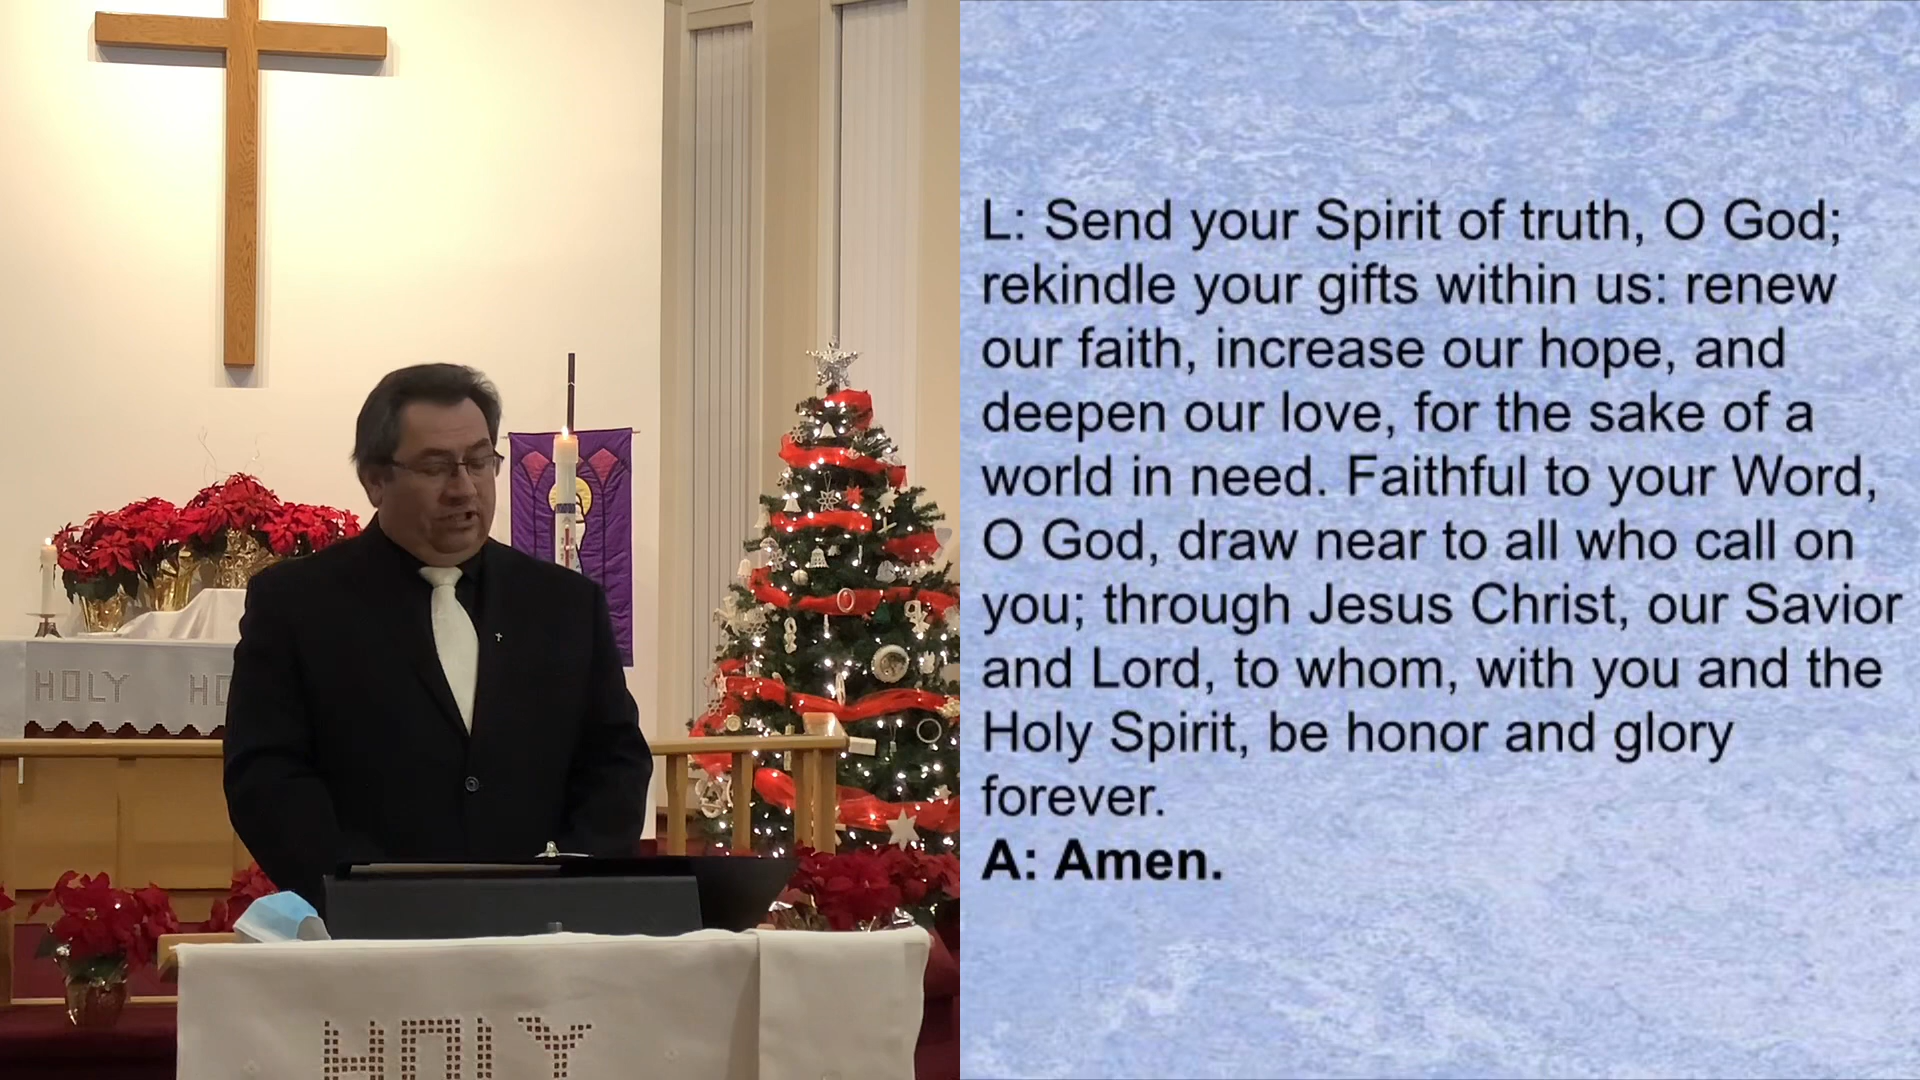 HOLY HO
HOLY
L: Send your Spirit of truth, O God;
rekindle your gifts within us: renew
our faith, increase our hope, and
deepen our love, for the sake of a
world in need. Faithful to your Word,
O God, draw near to all who call on
you; through Jesus Christ, our Savior
and Lord, to whom, with you and the
Holy Spirit, be honor and glory
forever.
A: Amen.